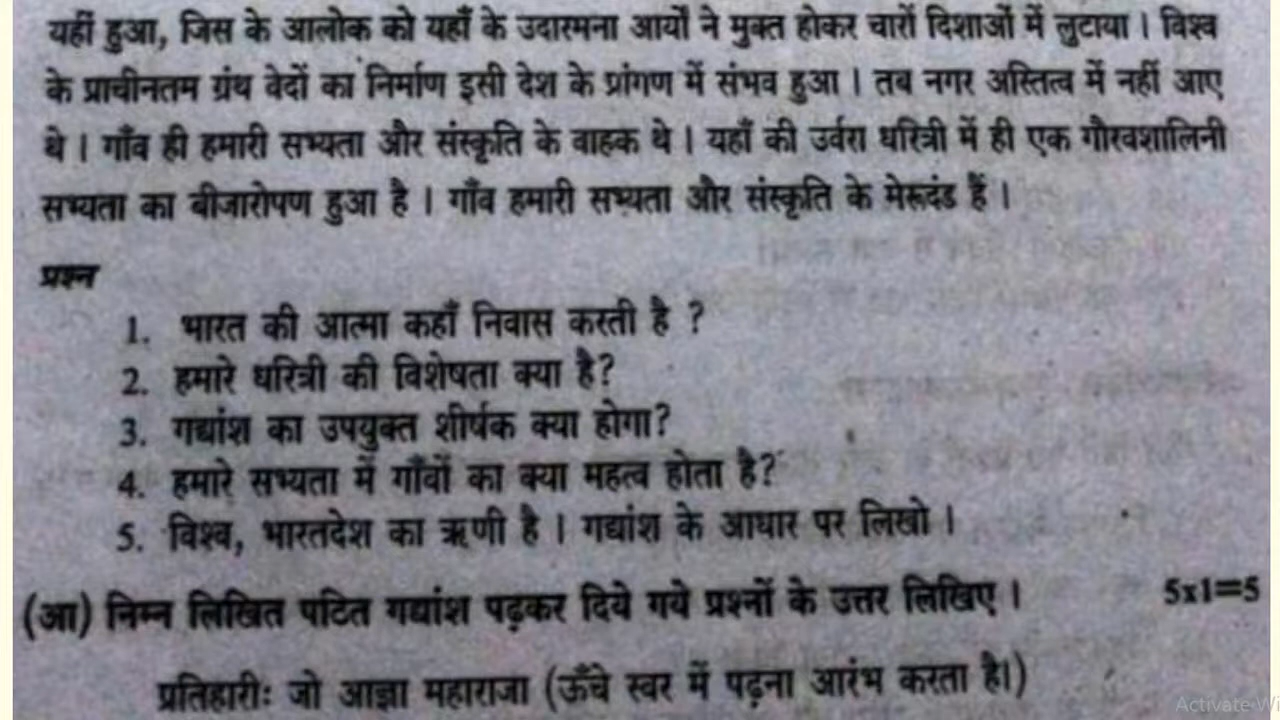 यहीं हुआ, जिस के आलोक को यहाँ के उदारमना आर्यों ने मुक्त होकर चारों दिशाओं में लुटाया । विश्व
के प्राचीनतम ग्रंथ वेदों का निर्माण इसी देश के प्रांगण में संभव हुआ । तब नगर अस्तित्व में नहीं आए
थे । गाँव ही हमारी सभ्यता और संस्कृति के वाहक थे । यहाँ की उर्वरा धरित्री में ही एक गौरवशालिनी
सभ्यता का बीजारोपण हुआ है । गाँव हमारी सभ्यता और संस्कृति के मेरूदंड हैं ।
प्रश्न
1. भारत की आत्मा कहाँ निवास करती है ?
2. हमारे धरित्री की विशेषता क्या है?
3. गद्यांश का उपयुक्त शीर्षक क्या होगा?
4. हमारे सभ्यता में गाँवों का क्या महत्व होता है?
5. विश्व, भारतदेश का ऋणी है । गद्यांश के आधार पर लिखो ।
(आ) निम्न लिखित पठित गद्यांश पढ़कर दिये गये प्रश्नों के उत्तर लिखिए । 5x1=5
प्रतिहारीः जो आज्ञा महाराजा (ऊँचे स्वर में पढ़ना आरंभ करता है।)
Activate Wi